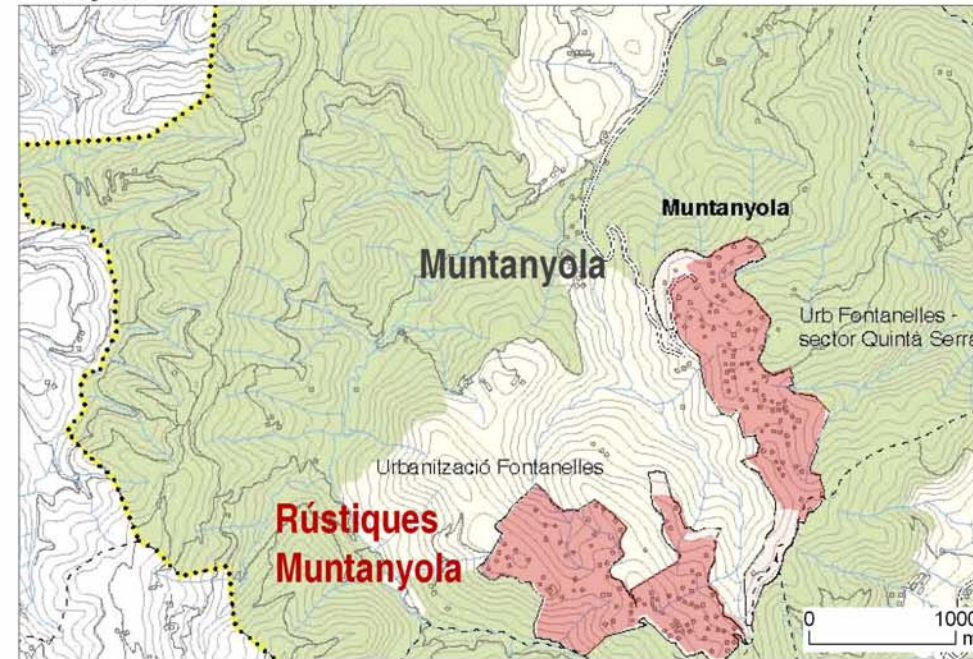 Muntanyola
Muntanyola
Urb Fontanelles -
sector Quintà Serra
Urbanització Fontanelles
Rústiques
Muntanyola
0 1000
m